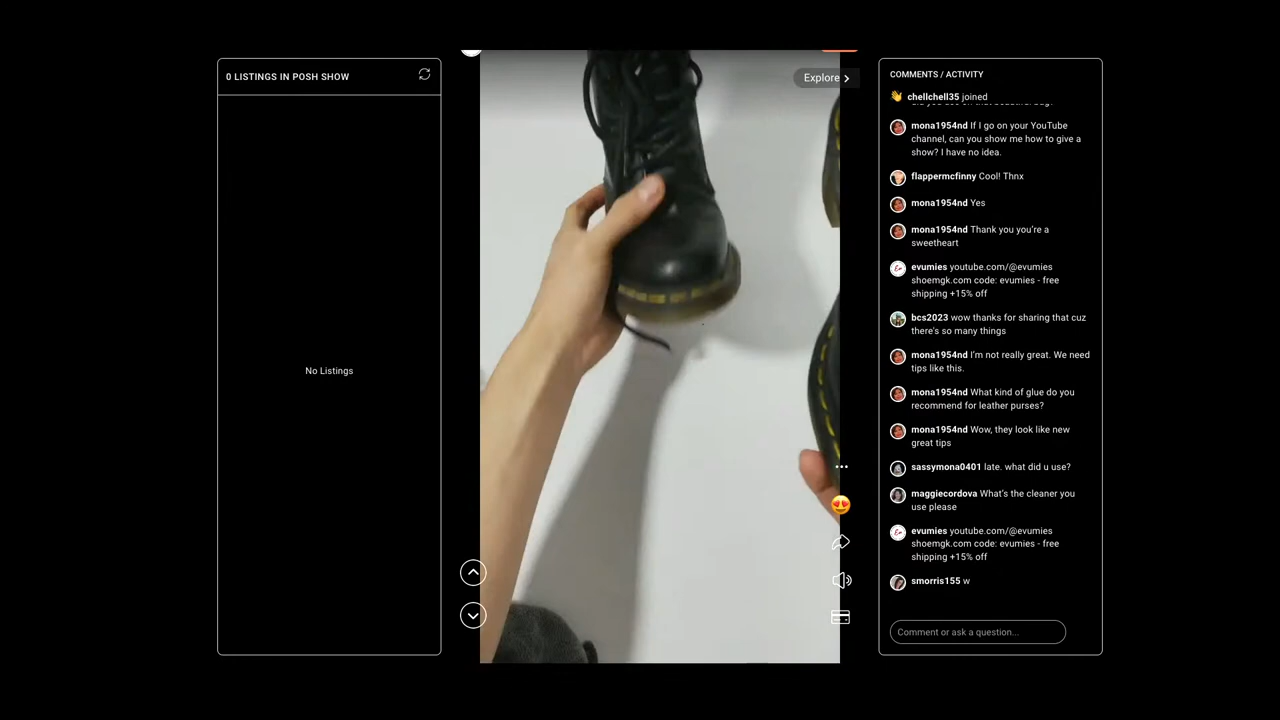 0 LISTINGS IN POSH SHOW
No Listings
Explore
COMMENTS / ACTIVITY
chellchell35 joined
mona1954nd If I go on your YouTube
channel, can you show me how to give a
show? I have no idea.
flappermcfinny Cool! Thnx
mona1954nd Yes
mona1954nd Thank you you're a
sweetheart
evumies youtube.com/@evumies
shoemgk.com code: evumies - free
shipping +15% off
bcs2023 wow thanks for sharing that cuz
there's so many things
mona1954nd I'm not really great. We need
tips like this.
mona1954nd What kind of glue do you
recommend for leather purses?
mona1954nd Wow, they look like new
great tips
sassymona0401 late. what did u use?
maggiecordova What's the cleaner you
use please
evumies youtube.com/@evumies
shoemgk.com code: evumies - free
shipping +15% off
smorris155 w
Comment or ask a question...